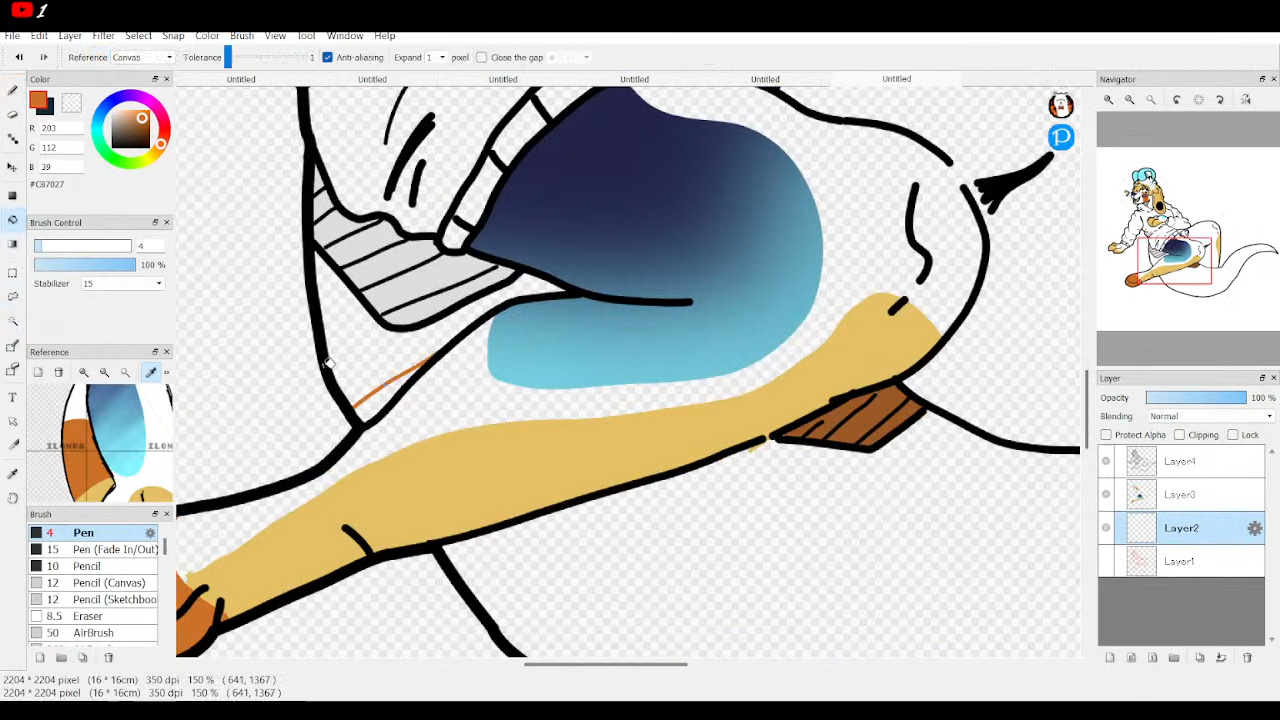 1
File Edit Layer Filter Select Snap Color Brush View Tool Window Help
Reference Canvas Tolerance 1 Anti-aliasing Expand 1 pixel Close the gap
Color Untitled Untitled Untitled Untitled Untitled Untitled Navigator
R 203
G 112
B 39
#CB7027
Brush Control
4
100 %
Stabilizer 15
Reference
ILONKA ILON
Brush
4 Pen
15 Pen (Fade In/Out)
10 Pencil
12 Pencil (Canvas)
12 Pencil (Sketchboo
8.5 Eraser
50 AirBrush
P
Layer
Opacity 100 %
Blending Normal
Protect Alpha Clipping Lock
Layer4
Layer3
Layer2
Layer1
2204 * 2204 pixel (16 * 16cm) 350 dpi 150 % ( 641, 1367 )
2204 * 2204 pixel (16 * 16cm) 350 dpi 150 % ( 641, 1367 )